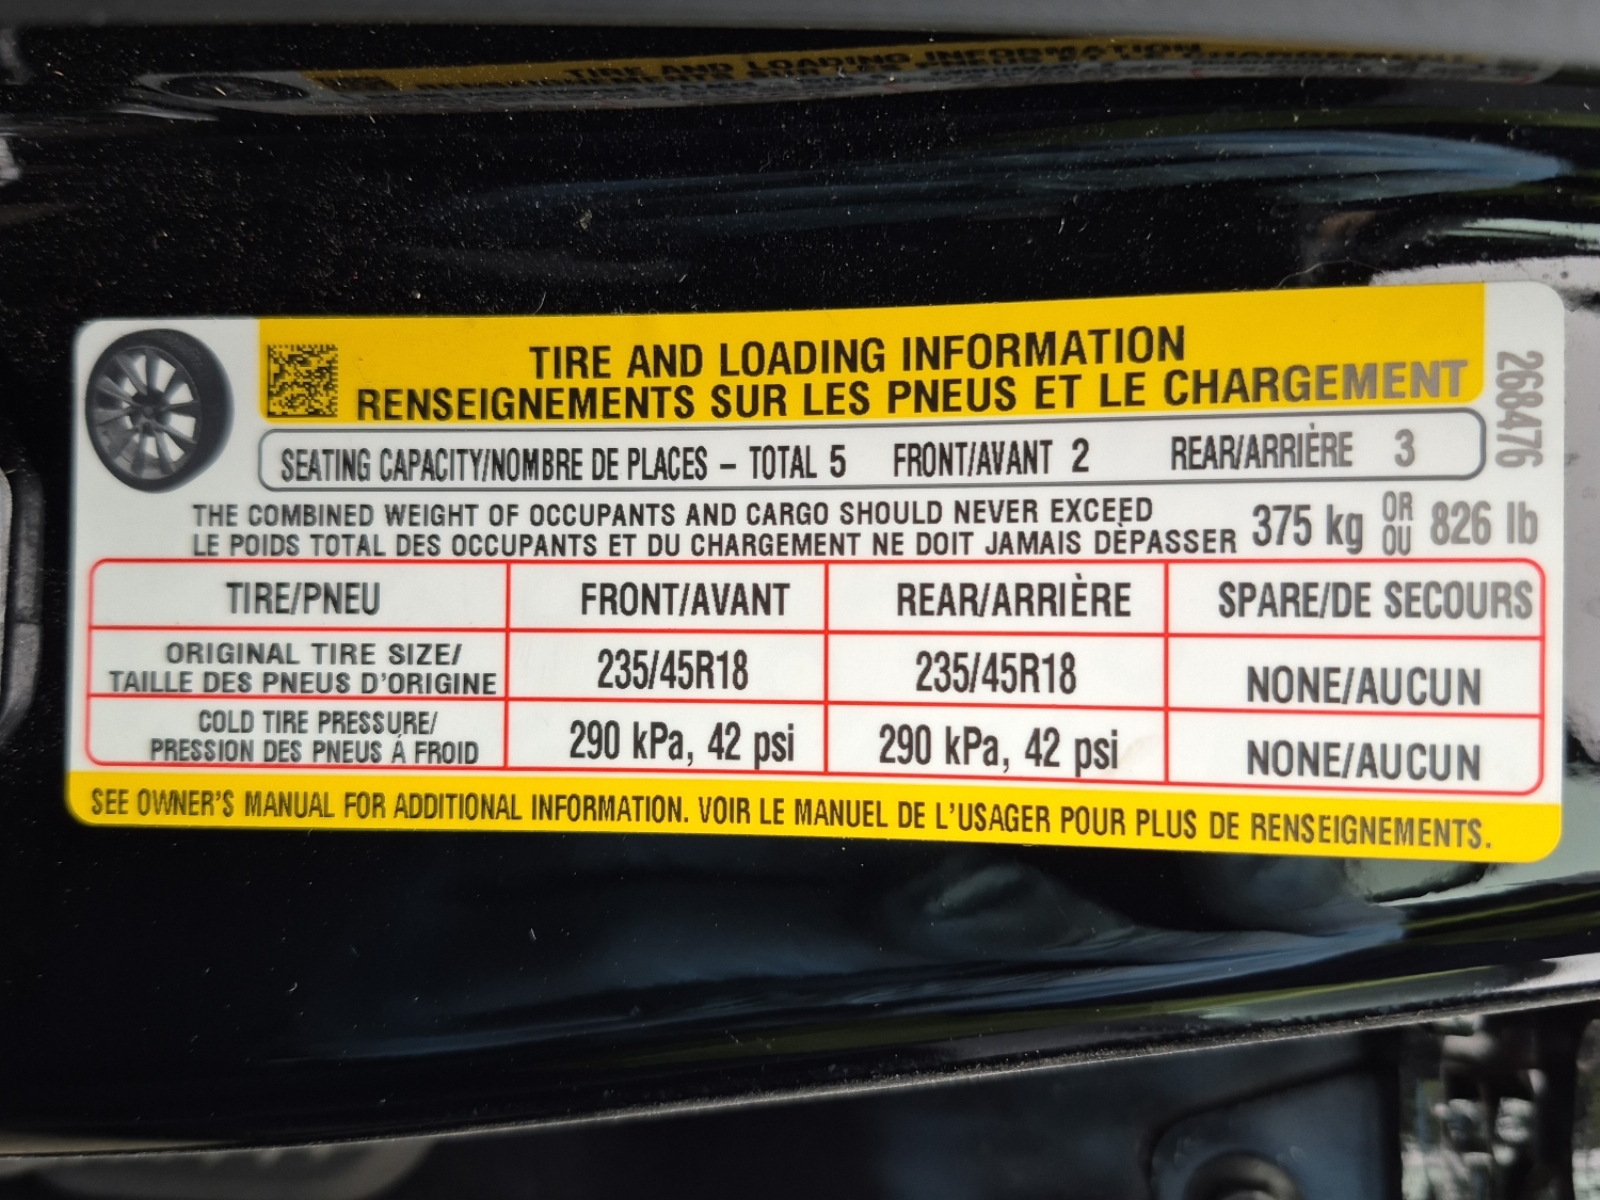 TIRE AND LOADING INFORMATION
RENSEIGNEMENTS SUR LES PNEUS ET LE CHARGEMENT
268476
SEATING CAPACITY/NOMBRE DE PLACES – TOTAL 5 FRONT/AVANT 2 REAR/ARRIÈRE 3
THE COMBINED WEIGHT OF OCCUPANTS AND CARGO SHOULD NEVER EXCEED
LE POIDS TOTAL DES OCCUPANTS ET DU CHARGEMENT NE DOIT JAMAIS DÉPASSER
375 kg OR OU 826 lb
TIRE/PNEU FRONT/AVANT REAR/ARRIÈRE SPARE/DE SECOURS
ORIGINAL TIRE SIZE/
TAILLE DES PNEUS D'ORIGINE 235/45R18 235/45R18 NONE/AUCUN
COLD TIRE PRESSURE/
PRESSION DES PNEUS À FROID 290 kPa, 42 psi 290 kPa, 42 psi NONE/AUCUN
SEE OWNER'S MANUAL FOR ADDITIONAL INFORMATION. VOIR LE MANUEL DE L'USAGER POUR PLUS DE RENSEIGNEMENTS.